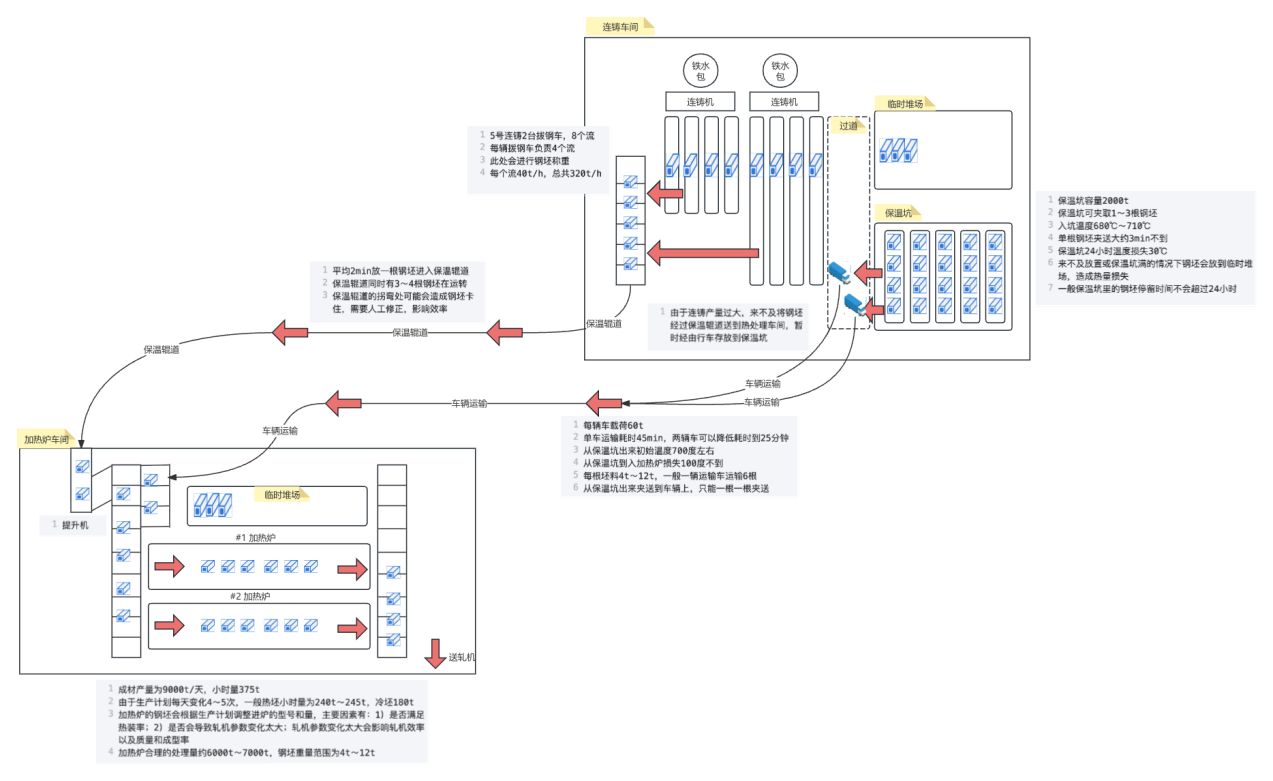 连铸车间
铁水
包
铁水
包
连铸机
连铸机
过道
临时堆场
保温坑
1 5号连铸2台拔钢车，8个流
2 每辆拔钢车负责4个流
3 此处会进行钢坯称重
4 每个流40t/h，总共320t/h
1 保温坑容量2000t
2 保温坑可夹取1～3根钢坯
3 入坑温度680℃～710℃
4 单根钢坯夹送大约3min不到
5 保温坑24小时温度损失30℃
6 来不及放置或保温坑满的情况下钢坯会放到临时堆
场，造成热量损失
7 一般保温坑里的钢坯停留时间不会超过24小时
1 平均2min放一根钢坯进入保温辊道
2 保温辊道同时有3～4根钢坯在运转
3 保温辊道的拐弯处可能会造成钢坯卡
住，需要人工修正，影响效率
1 由于连铸产量过大，来不及将钢坯
经过保温辊道送到热处理车间，暂
时经由行车存放到保温坑
保温辊道
保温辊道
保温辊道
车辆运输
车辆运输
车辆运输
车辆运输
1 每辆车载荷60t
2 单车运输耗时45min，两辆车可以降低耗时到25分钟
3 从保温坑出来初始温度700度左右
4 从保温坑到入加热炉损失100度不到
5 每根坯料4t～12t，一般一辆运输车运输6根
6 从保温坑出来夹送到车辆上，只能一根一根夹送
加热炉车间
1 提升机
临时堆场
#1 加热炉
#2 加热炉
送轧机
1 成材产量为9000t/天，小时量375t
2 由于生产计划每天变化4～5次，一般热坯小时量为240t～245t，冷坯180t
3 加热炉的钢坯会根据生产计划调整进炉的型号和量，主要因素有：1）是否满足
热装率；2）是否会导致轧机参数变化太大；轧机参数变化太大会影响轧机效率
以及质量和成型率
4 加热炉合理的处理量约6000t～7000t，钢坯重量范围为4t～12t